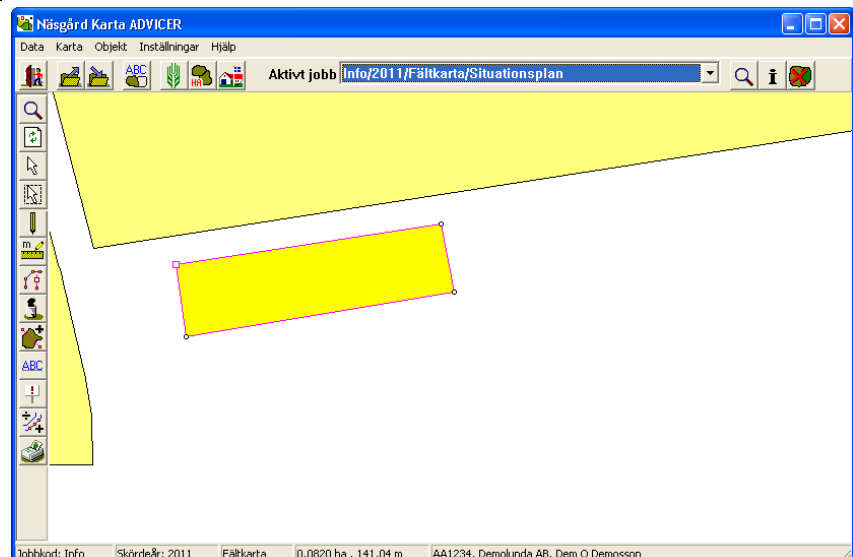 Näsgård Karta ADVICER
Data Karta Objekt Inställningar Hjälp
ABC HA Aktivt jobb Info/2011/Fältkarta/Situationsplan i
m
ABC
Jobbkod: Info Skördeår: 2011 Fältkarta 0,0820 ha , 141,04 m AA1234, Demolunda AB, Dem O Demosson